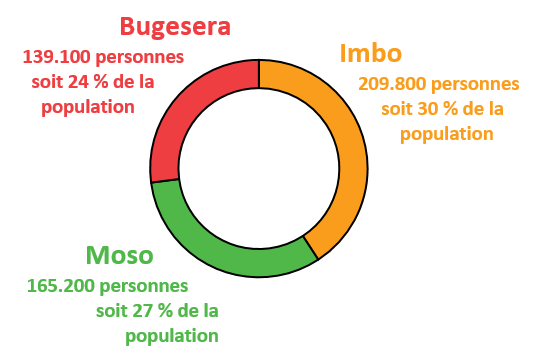 Bugesera
139.100 personnes
soit 24 % de la
population
Imbo
209.800 personnes
soit 30 % de la
population
Moso
165.200 personnes
soit 27 % de la
population